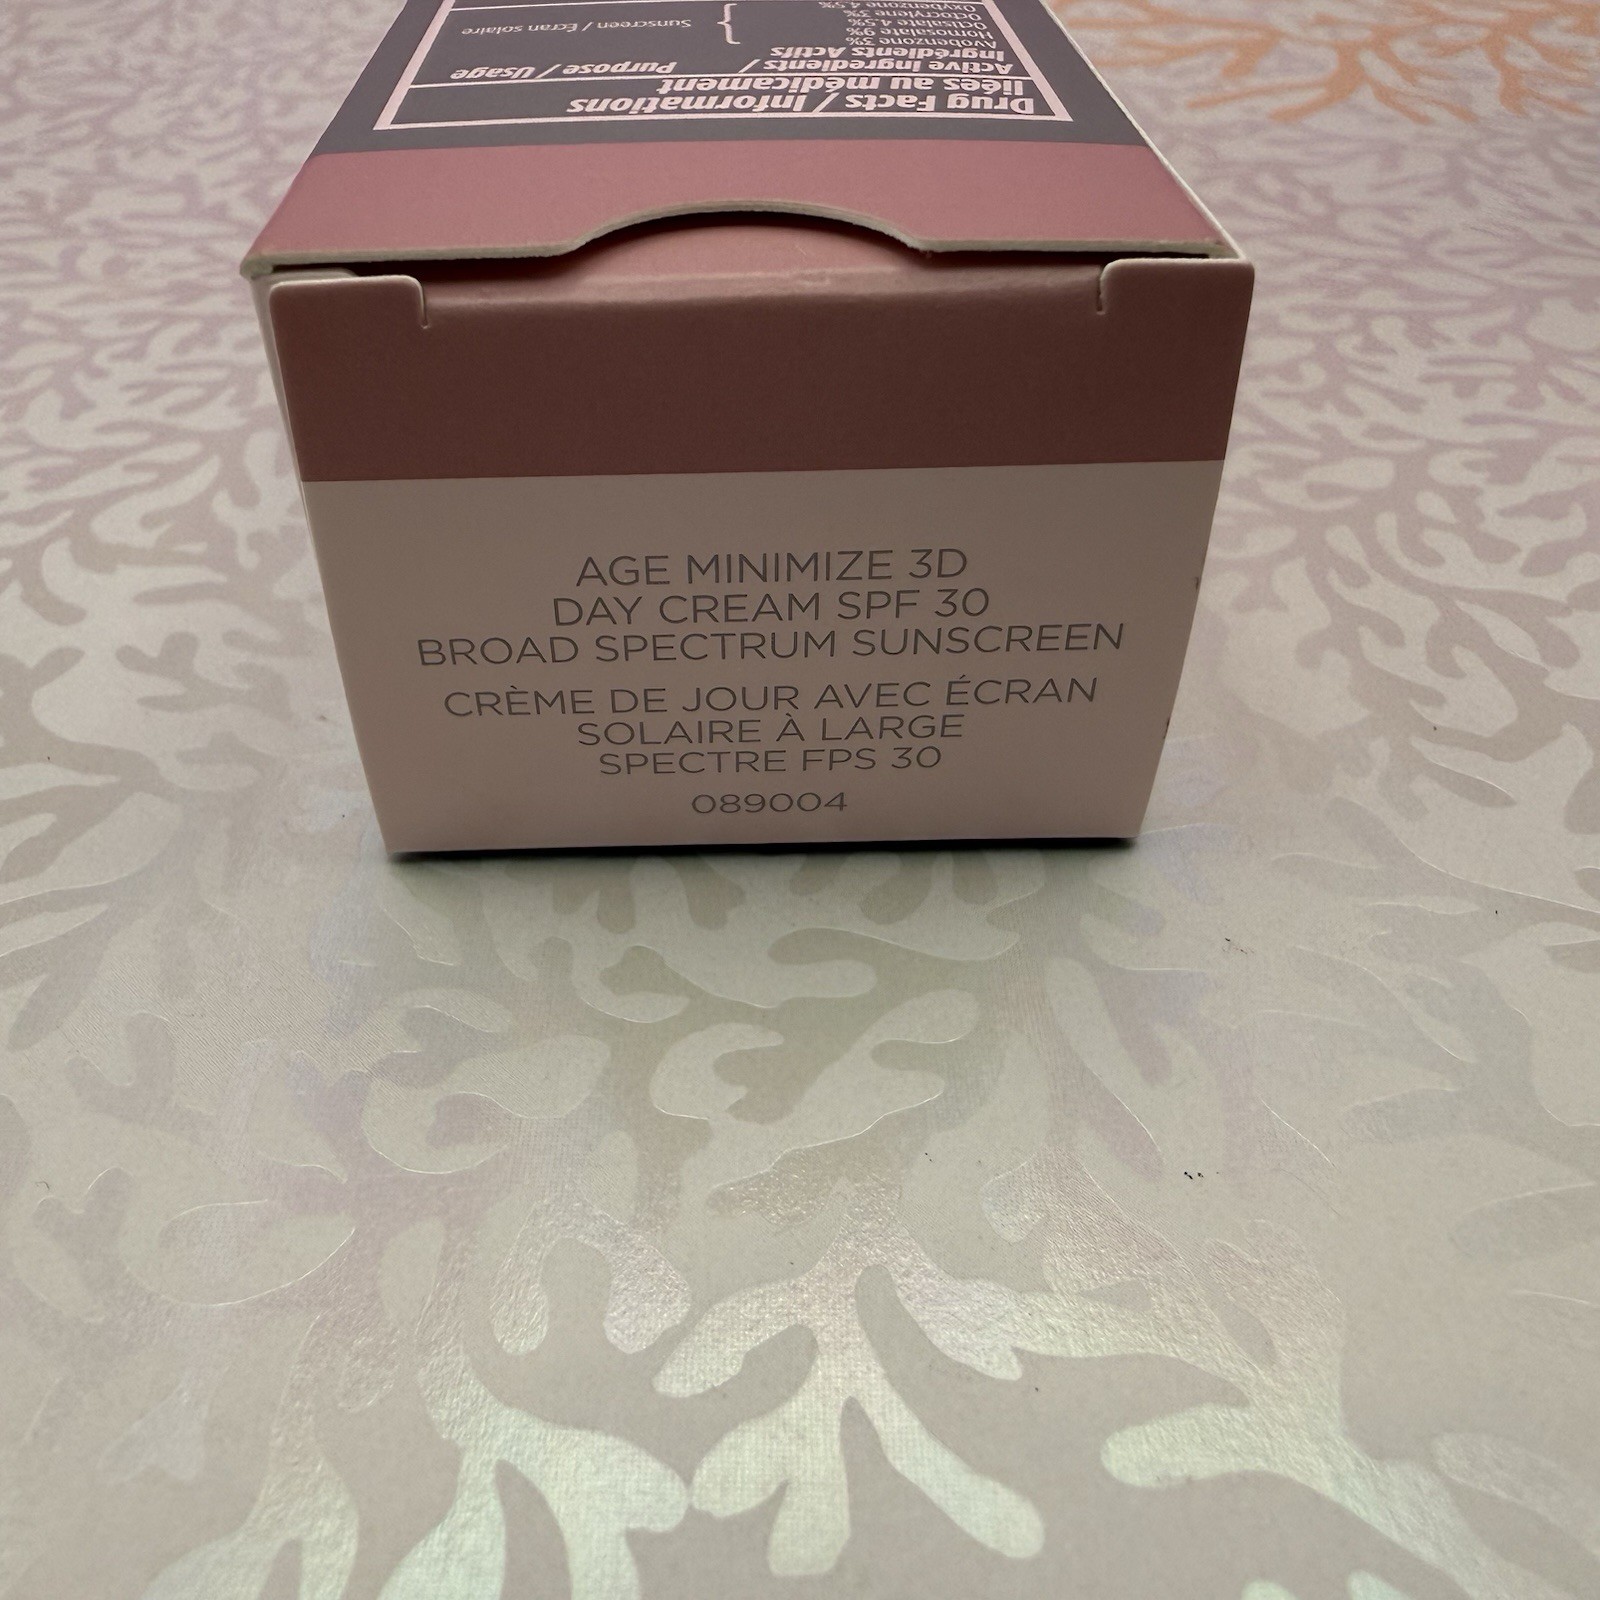 AGE MINIMIZE 3D
DAY CREAM SPF 30
BROAD SPECTRUM SUNSCREEN
CRÈME DE JOUR AVEC ÉCRAN
SOLAIRE À LARGE
SPECTRE FPS 30
089004
Drug Facts / Informations
liées au médicament
Active Ingredients / Purpose / Usage
Ingrédients Actifs
Avobenzone 3%
Homosalate 9%
Octisalate 4.5% Sunscreen / Écran solaire
Octocrylene 3%
Oxybenzone 4.5%